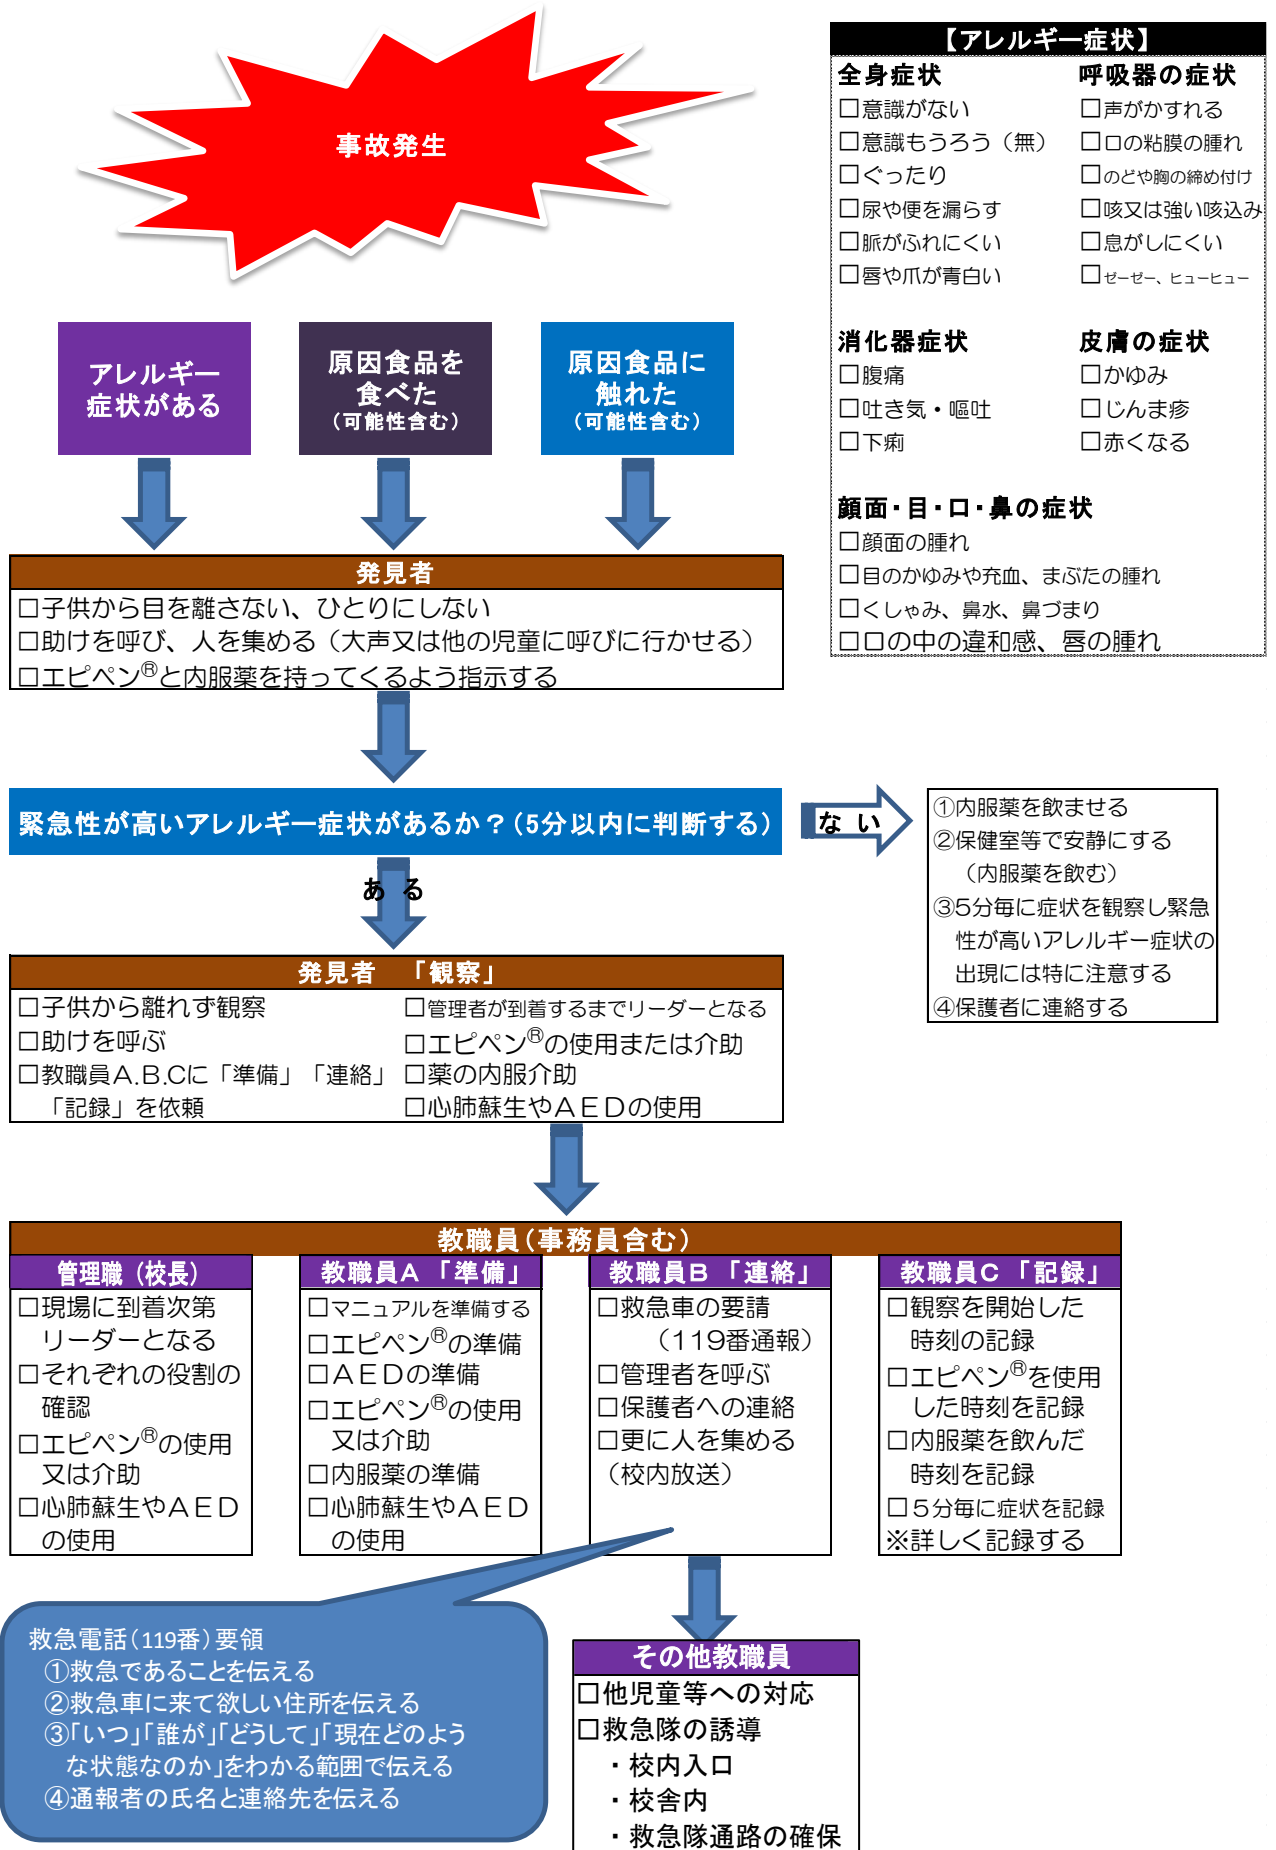 事故発生
【アレルギー症状】
全身症状
□意識がない
□意識もうろう（無）
□ぐったり
□尿や便を漏らす
□脈がふれにくい
□唇や爪が青白い
呼吸器の症状
□声がかすれる
□口の粘膜の腫れ
□のどや胸の締め付け
□咳又は強い咳込み
□息がしにくい
□ゼーゼー、ヒューヒュー
消化器症状
□腹痛
□吐き気・嘔吐
□下痢
皮膚の症状
□かゆみ
□じんま疹
□赤くなる
顔面・目・口・鼻の症状
□顔面の腫れ
□目のかゆみや充血、まぶたの腫れ
□くしゃみ、鼻水、鼻づまり
□口の中の違和感、唇の腫れ
アレルギー
症状がある
原因食品を
食べた
（可能性含む）
原因食品に
触れた
（可能性含む）
発見者
□子供から目を離さない、ひとりにしない
□助けを呼び、人を集める（大声又は他の児童に呼びに行かせる）
□エピペン®と内服薬を持ってくるよう指示する
緊急性が高いアレルギー症状があるか？（5分以内に判断する）
ない
①内服薬を飲ませる
②保健室等で安静にする
（内服薬を飲む）
③5分毎に症状を観察し緊急
性が高いアレルギー症状の
出現には特に注意する
④保護者に連絡する
ある
発見者　「観察」
□子供から離れず観察
□助けを呼ぶ
□教職員A.B.Cに「準備」「連絡」
「記録」を依頼
□管理者が到着するまでリーダーとなる
□エピペン®の使用または介助
□薬の内服介助
□心肺蘇生やAEDの使用
教職員（事務員含む）
管理職（校長）
□現場に到着次第
リーダーとなる
□それぞれの役割の
確認
□エピペン®の使用
又は介助
□心肺蘇生やAED
の使用
教職員A「準備」
□マニュアルを準備する
□エピペン®の準備
□AEDの準備
□エピペン®の使用
又は介助
□内服薬の準備
□心肺蘇生やAED
の使用
教職員B「連絡」
□救急車の要請
（119番通報）
□管理者を呼ぶ
□保護者への連絡
□更に人を集める
（校内放送）
教職員C「記録」
□観察を開始した
時刻の記録
□エピペン®を使用
した時刻を記録
□内服薬を飲んだ
時刻を記録
□5分毎に症状を記録
※詳しく記録する
救急電話（119番）要領
①救急であることを伝える
②救急車に来て欲しい住所を伝える
③「いつ」「誰が」「どうして」「現在どのよう
な状態なのか」をわかる範囲で伝える
④通報者の氏名と連絡先を伝える
その他教職員
□他児童等への対応
□救急隊の誘導
・校内入口
・校舎内
・救急隊通路の確保